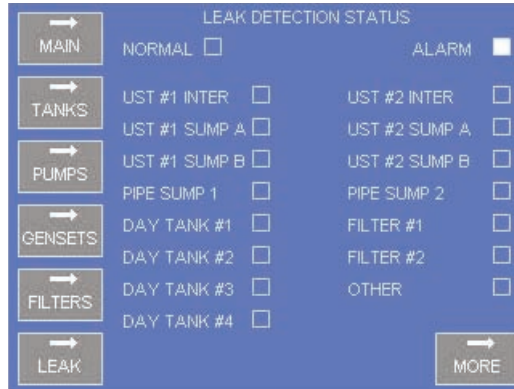 LEAK DETECTION STATUS
MAIN
NORMAL
ALARM
TANKS
UST #1 INTER
UST #2 INTER
UST #1 SUMP A
UST #2 SUMP A
PUMPS
UST #1 SUMP B
UST #2 SUMP B
PIPE SUMP 1
PIPE SUMP 2
GENSETS
DAY TANK #1
FILTER #1
DAY TANK #2
FILTER #2
FILTERS
DAY TANK #3
OTHER
DAY TANK #4
LEAK
MORE